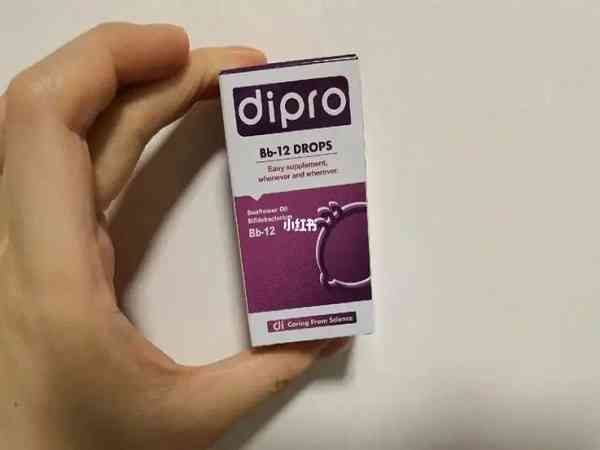 dipro
Bb-12 DROPS
Easy supplement,
whenever and wherever.
Sunflower Oil
Bifidobacterium
Bb-12
小红书
di Caring From Science